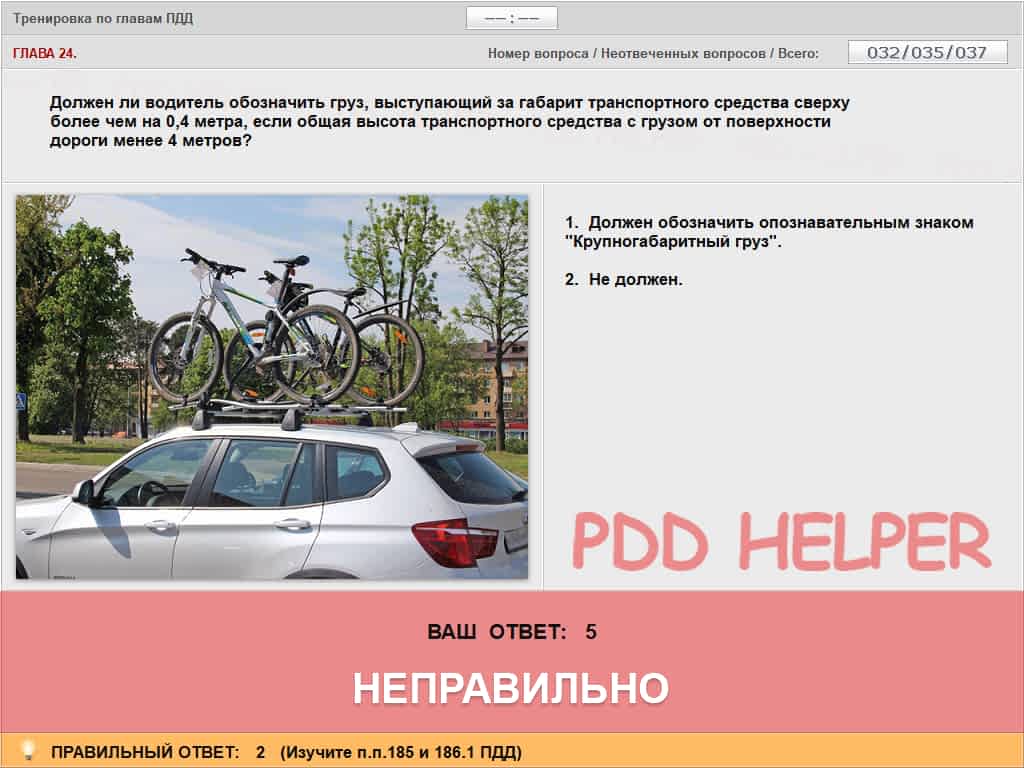 Тренировка по главам ПДД
—— : ——
ГЛАВА 24.
Номер вопроса / Неотвеченных вопросов / Всего:
032/035/037
Должен ли водитель обозначить груз, выступающий за габарит транспортного средства сверху
более чем на 0,4 метра, если общая высота транспортного средства с грузом от поверхности
дороги менее 4 метров?
1. Должен обозначить опознавательным знаком
"Крупногабаритный груз".
2. Не должен.
PDD HELPER
ВАШ ОТВЕТ: 5
НЕПРАВИЛЬНО
ПРАВИЛЬНЫЙ ОТВЕТ: 2 (Изучите п.п.185 и 186.1 ПДД)